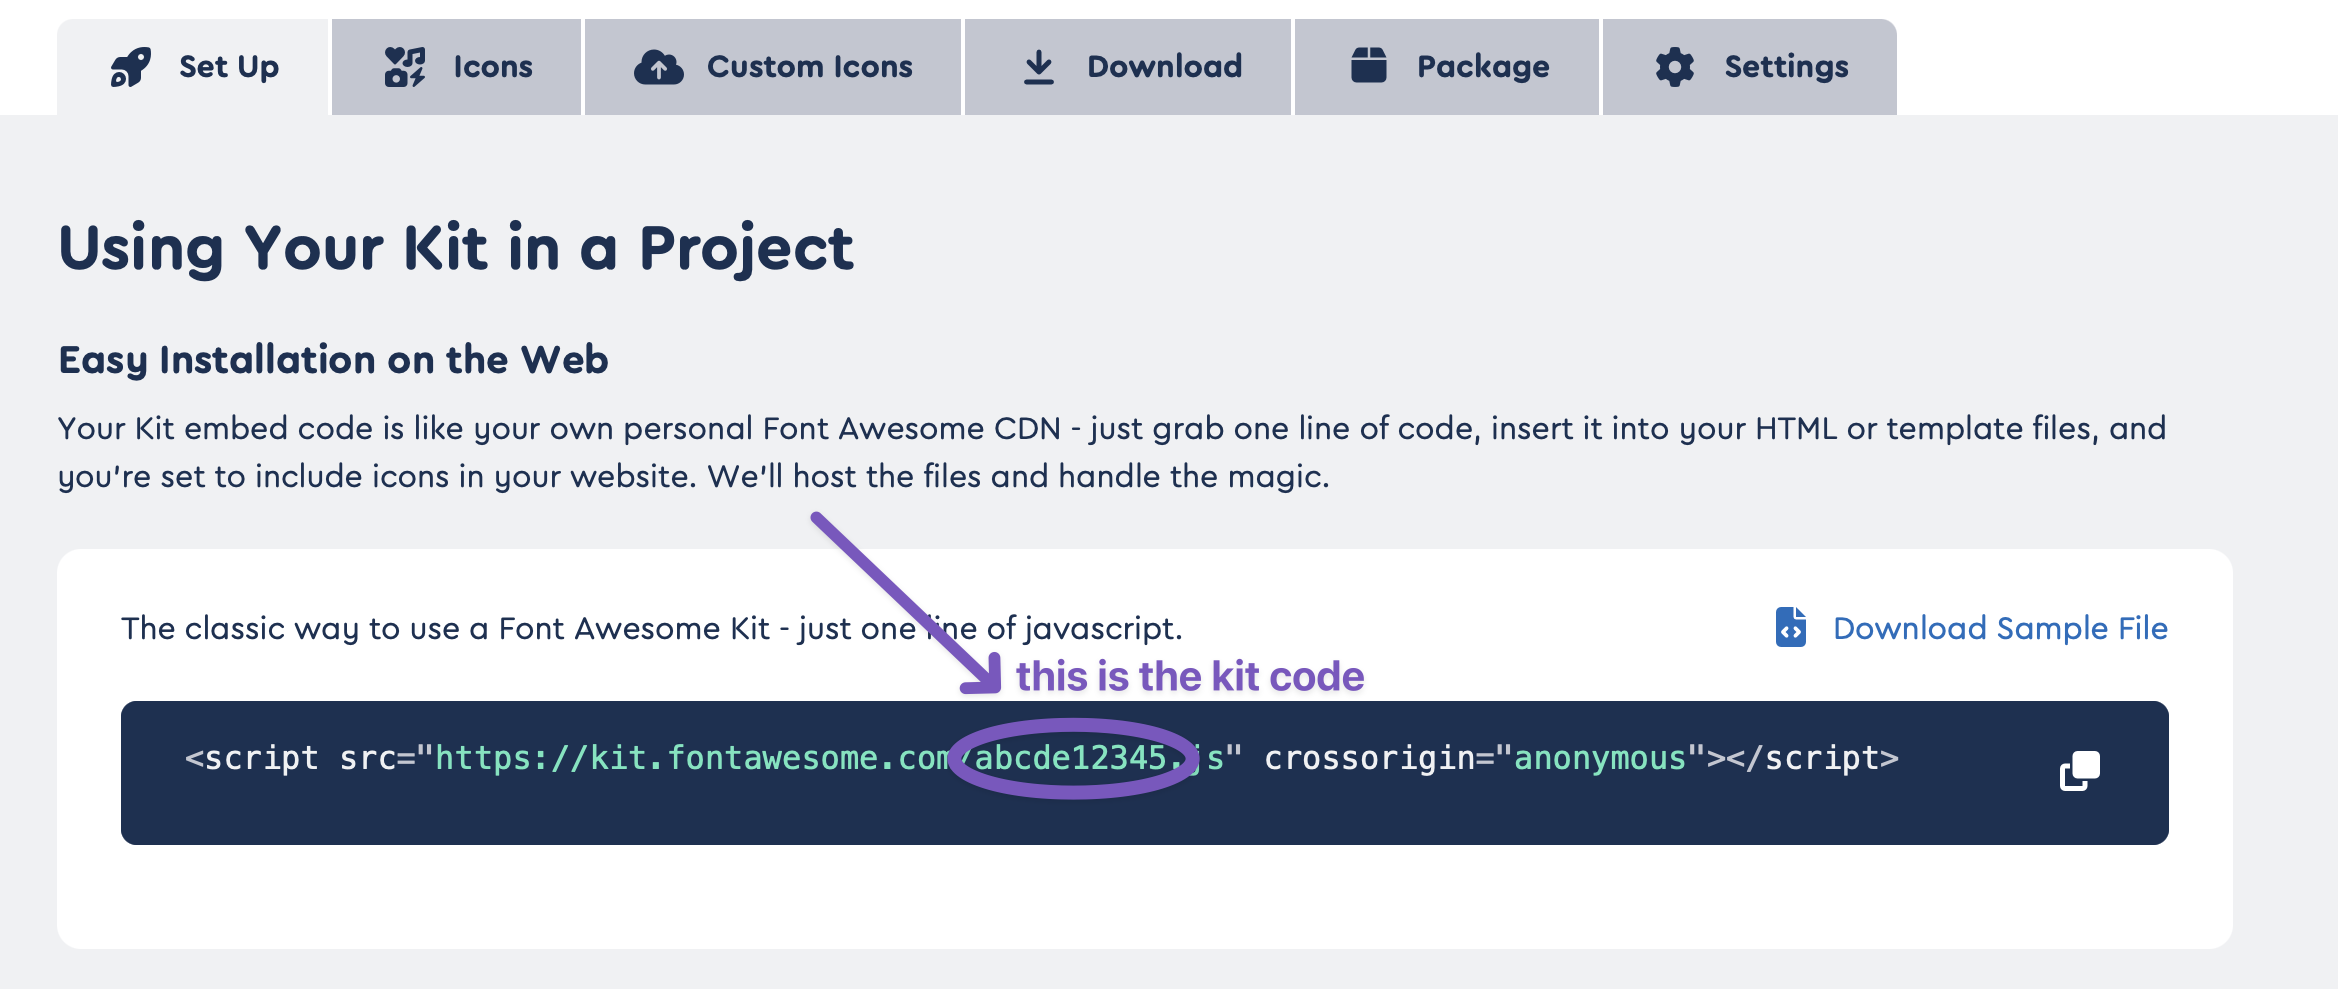 Set Up
Icons
Custom Icons
Download
Package
Settings
Using Your Kit in a Project
Easy Installation on the Web
Your Kit embed code is like your own personal Font Awesome CDN - just grab one line of code, insert it into your HTML or template files, and
you're set to include icons in your website. We'll host the files and handle the magic.
The classic way to use a Font Awesome Kit - just one line of javascript.
Download Sample File
this is the kit code
<script src="https://kit.fontawesome.com/abcde12345.js" crossorigin="anonymous"></script>